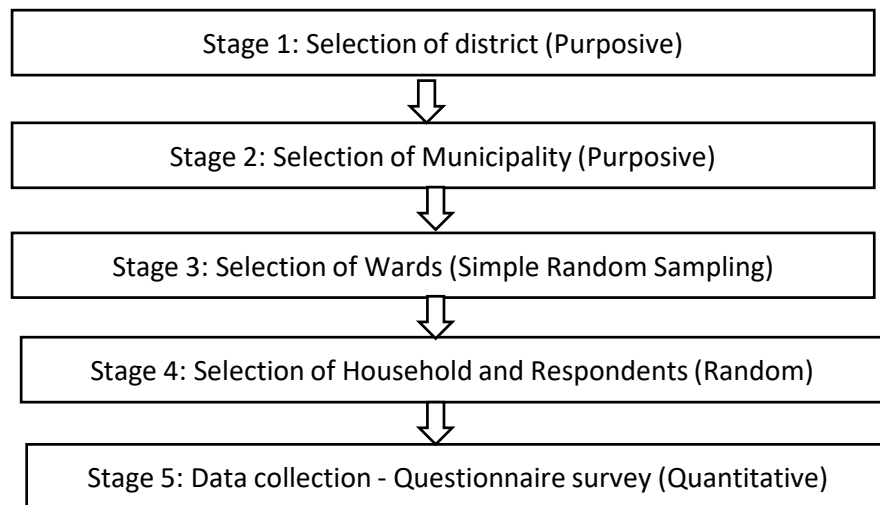 Stage 1: Selection of district (Purposive)
Stage 2: Selection of Municipality (Purposive)
Stage 3: Selection of Wards (Simple Random Sampling)
Stage 4: Selection of Household and Respondents (Random)
Stage 5: Data collection - Questionnaire survey (Quantitative)